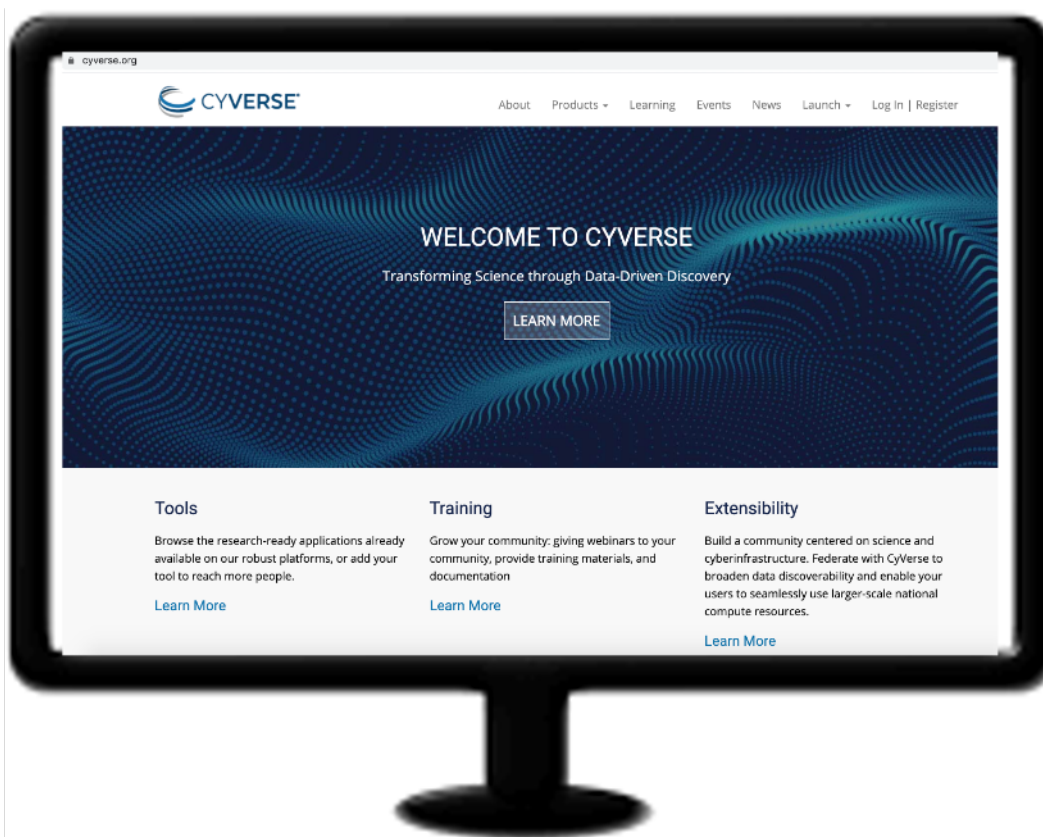 cyverse.org
CYVERSE®
About Products Learning Events News Launch Log In | Register
WELCOME TO CYVERSE
Transforming Science through Data-Driven Discovery
LEARN MORE
Tools
Browse the research-ready applications already
available on our robust platforms, or add your
tool to reach more people.
Learn More
Training
Grow your community: giving webinars to your
community, provide training materials, and
documentation
Learn More
Extensibility
Build a community centered on science and
cyberinfrastructure. Federate with CyVerse to
broaden data discoverability and enable your
users to seamlessly use larger-scale national
compute resources.
Learn More